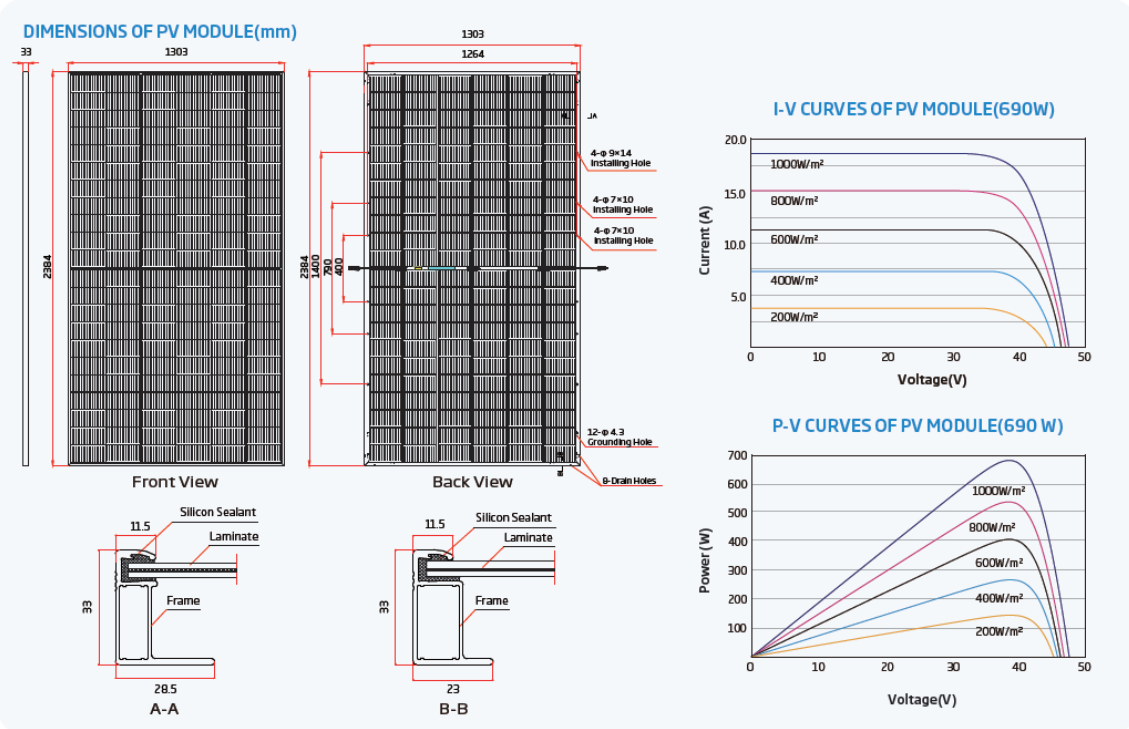 DIMENSIONS OF PV MODULE(mm)
33
1303
2384
Front View
1303
1264
2384
1400
790
400
4-φ 9×14
Installing Hole
4-φ 7×10
Installing Hole
4-φ 7×10
Installing Hole
12-φ 4.3
Grounding Hole
8-Drain Holes
Back View
11.5
Silicon Sealant
Laminate
33
Frame
28.5
A-A
11.5
Silicon Sealant
Laminate
33
Frame
23
B-B
I-V CURVES OF PV MODULE(690W)
Current (A)
20.0
15.0
10.0
5.0
1000W/m²
800W/m²
600W/m²
400W/m²
200W/m²
0 10 20 30 40 50
Voltage(V)
P-V CURVES OF PV MODULE(690 W)
Power (W)
700
600
500
400
300
200
100
1000W/m²
800W/m²
600W/m²
400W/m²
200W/m²
0 10 20 30 40 50
Voltage(V)